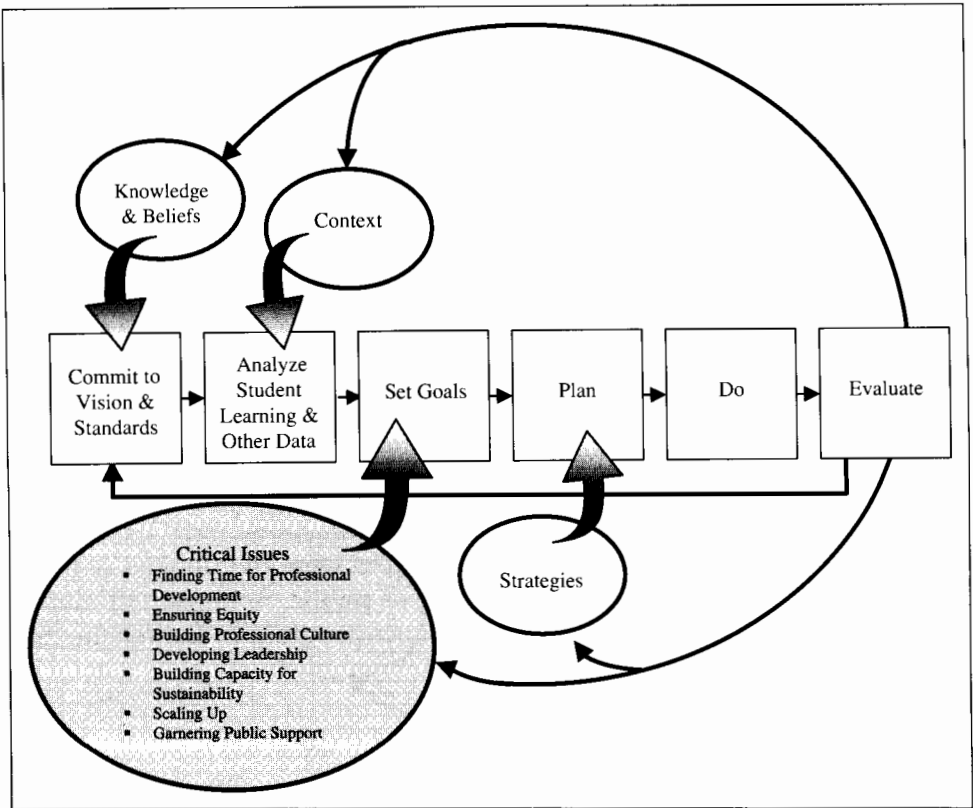 Knowledge
& Beliefs
Context
Commit to
Vision &
Standards
Analyze
Student
Learning &
Other Data
Set Goals
Plan
Do
Evaluate
Critical Issues
▪ Finding Time for Professional
Development
▪ Ensuring Equity
▪ Building Professional Culture
▪ Developing Leadership
▪ Building Capacity for
Sustainability
▪ Scaling Up
▪ Garnering Public Support
Strategies